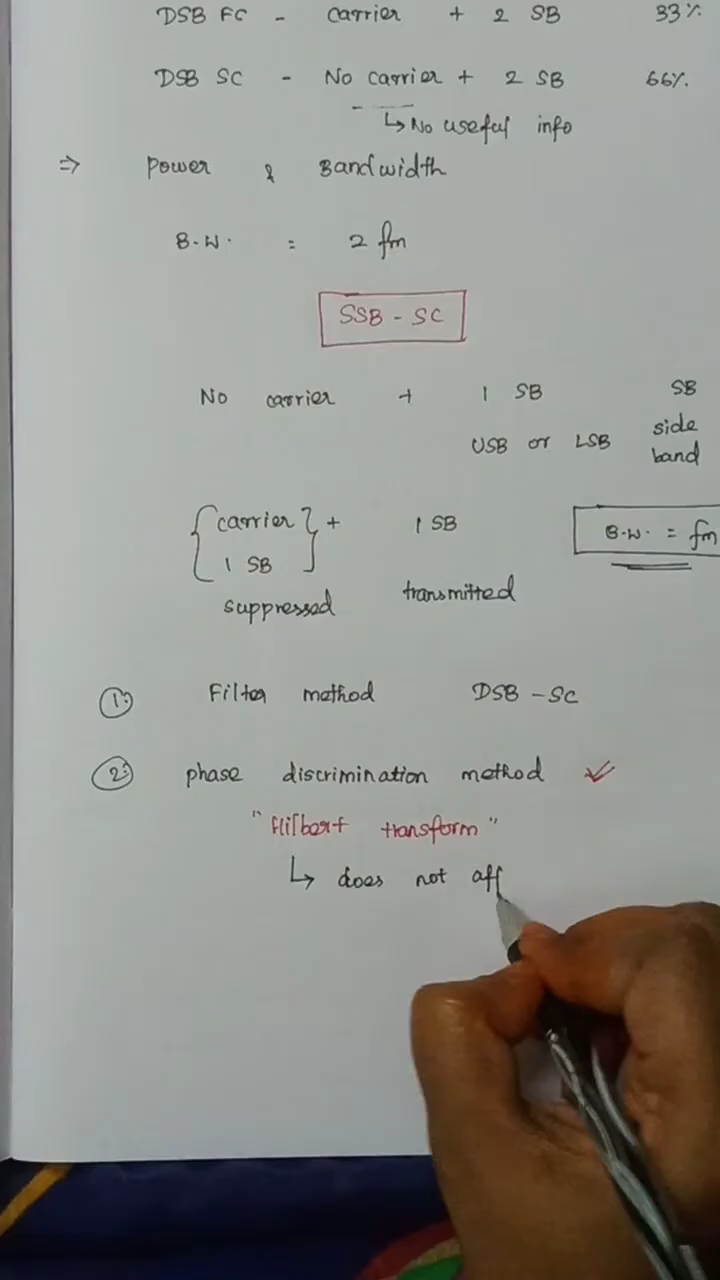 DSB FC - carrier + 2 SB 33%
DSB SC - No carrier + 2 SB 66%
↳ No useful info
⇒ power & Bandwidth
B.W. = 2 fm
SSB - SC
No carrier + 1 SB SB
USB or LSB side
band
{ carrier } + 1 SB B.W. = fm
1 SB
suppressed transmitted
1: Filter method DSB - SC
2: phase discrimination method ✓
"Hilbert transform"
↳ does not aff